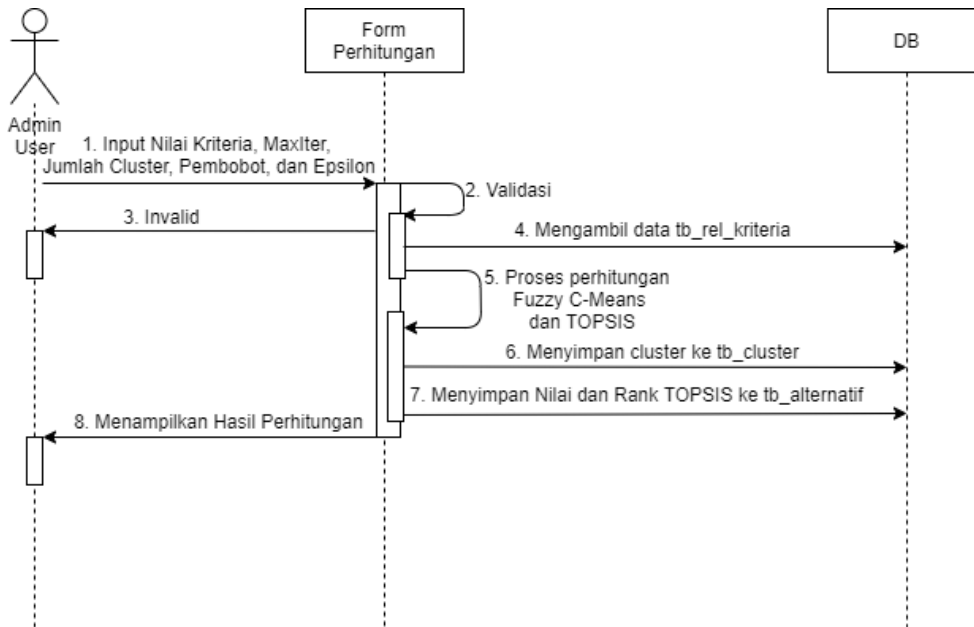 Form
Perhitungan
DB
Admin
User
1. Input Nilai Kriteria, MaxIter,
Jumlah Cluster, Pembobot, dan Epsilon
2. Validasi
3. Invalid
4. Mengambil data tb_rel_kriteria
5. Proses perhitungan
Fuzzy C-Means
dan TOPSIS
6. Menyimpan cluster ke tb_cluster
7. Menyimpan Nilai dan Rank TOPSIS ke tb_alternatif
8. Menampilkan Hasil Perhitungan